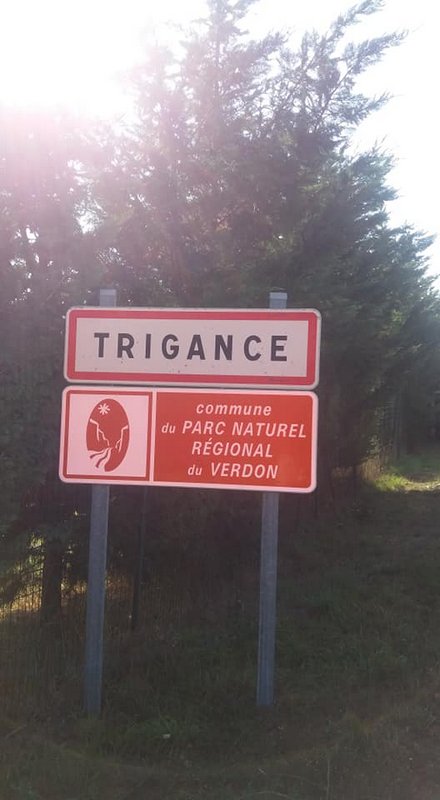 TRIGANCE
commune
du PARC NATUREL
RÉGIONAL
du VERDON